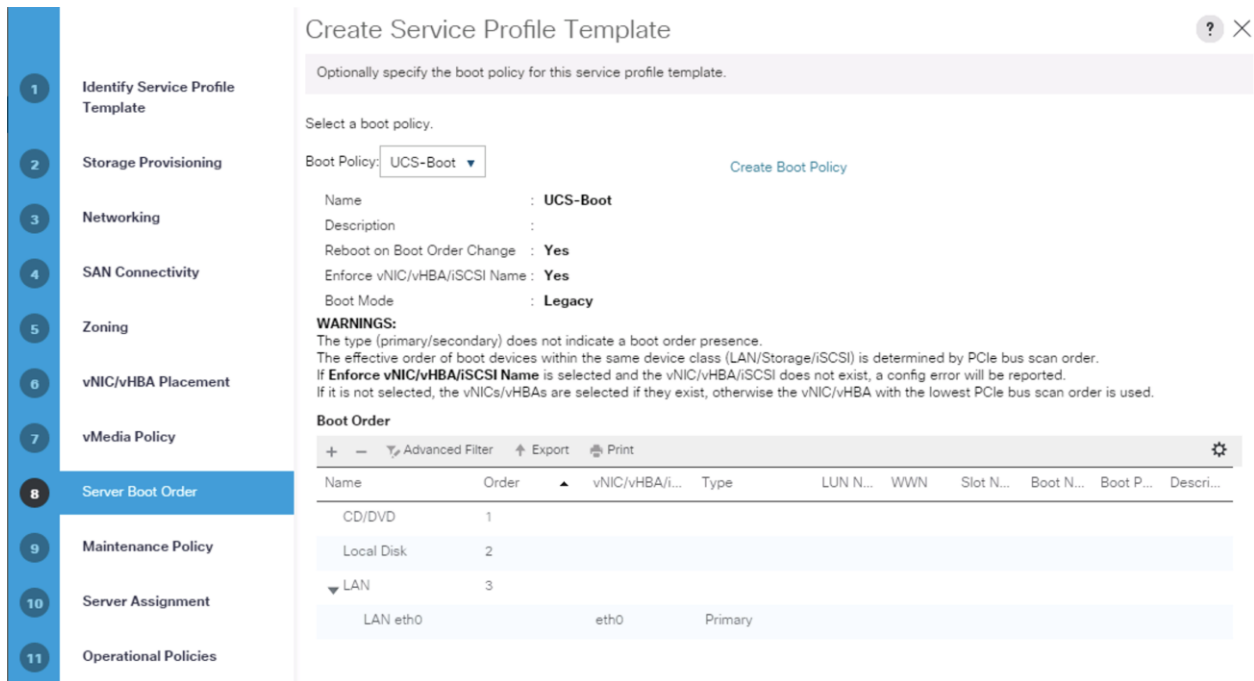 Create Service Profile Template
?
Optionally specify the boot policy for this service profile template.
1 Identify Service Profile
Template
2 Storage Provisioning
3 Networking
4 SAN Connectivity
5 Zoning
6 vNIC/vHBA Placement
7 vMedia Policy
8 Server Boot Order
9 Maintenance Policy
10 Server Assignment
11 Operational Policies
Select a boot policy.
Boot Policy: UCS-Boot
Create Boot Policy
Name : UCS-Boot
Description :
Reboot on Boot Order Change : Yes
Enforce vNIC/vHBA/iSCSI Name : Yes
Boot Mode : Legacy
WARNINGS:
The type (primary/secondary) does not indicate a boot order presence.
The effective order of boot devices within the same device class (LAN/Storage/iSCSI) is determined by PCIe bus scan order.
If Enforce vNIC/vHBA/iSCSI Name is selected and the vNIC/vHBA/iSCSI does not exist, a config error will be reported.
If it is not selected, the vNICs/vHBAs are selected if they exist, otherwise the vNIC/vHBA with the lowest PCIe bus scan order is used.
Boot Order
+ − Advanced Filter Export Print
Name Order vNIC/vHBA/i... Type LUN N... WWN Slot N... Boot N... Boot P... Descri...
CD/DVD 1
Local Disk 2
LAN 3
LAN eth0 eth0 Primary